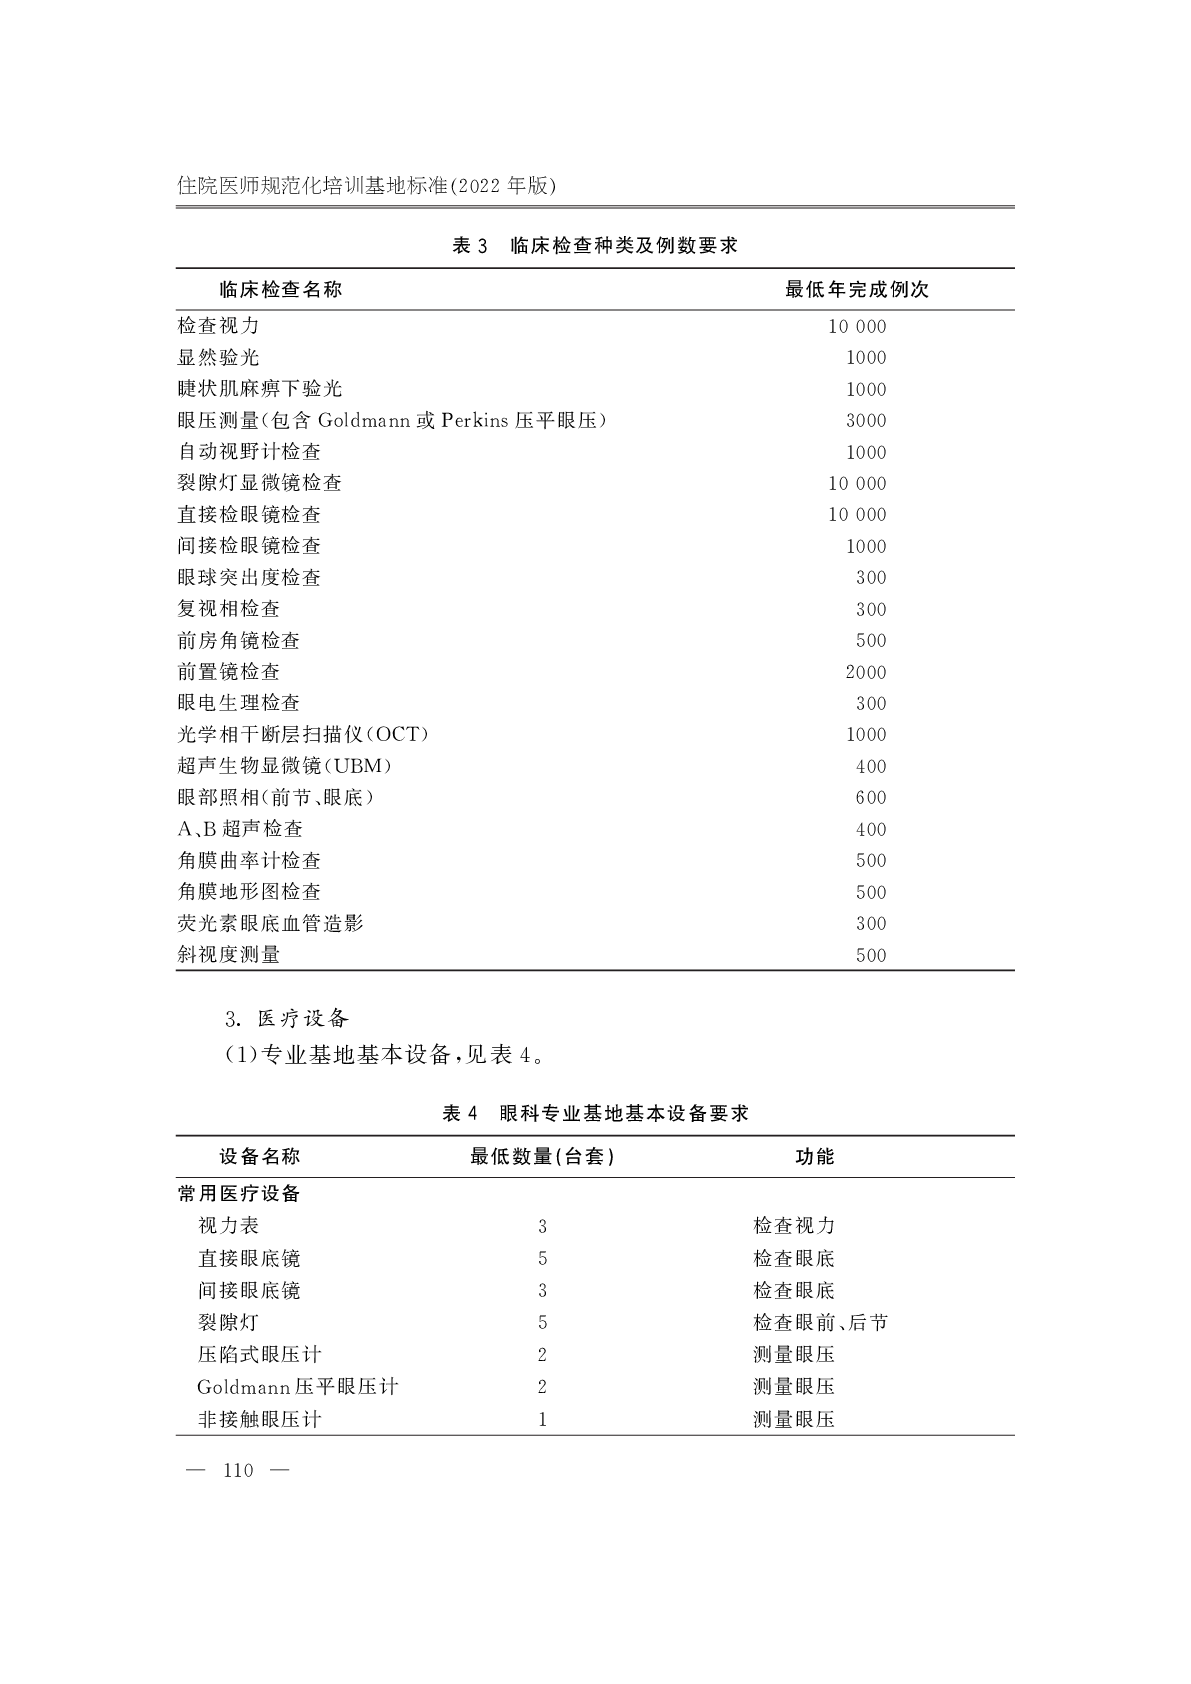 住院医师规范化培训基地标准(2022 年版)
表 3 临床检查种类及例数要求
临床检查名称 最低年完成例次
检查视力 10 000
显然验光 1000
睫状肌麻痹下验光 1000
眼压测量(包含 Goldmann 或 Perkins 压平眼压) 3000
自动视野计检查 1000
裂隙灯显微镜检查 10 000
直接检眼镜检查 10 000
间接检眼镜检查 1000
眼球突出度检查 300
复视相检查 300
前房角镜检查 500
前置镜检查 2000
眼电生理检查 300
光学相干断层扫描仪(OCT) 1000
超声生物显微镜(UBM) 400
眼部照相(前节、眼底) 600
A、B 超声检查 400
角膜曲率计检查 500
角膜地形图检查 500
荧光素眼底血管造影 300
斜视度测量 500
3. 医疗设备
(1)专业基地基本设备,见表 4。
表 4 眼科专业基地基本设备要求
设备名称 最低数量(台套) 功能
常用医疗设备
视力表 3 检查视力
直接眼底镜 5 检查眼底
间接眼底镜 3 检查眼底
裂隙灯 5 检查眼前、后节
压陷式眼压计 2 测量眼压
Goldmann 压平眼压计 2 测量眼压
非接触眼压计 1 测量眼压
— 110 —